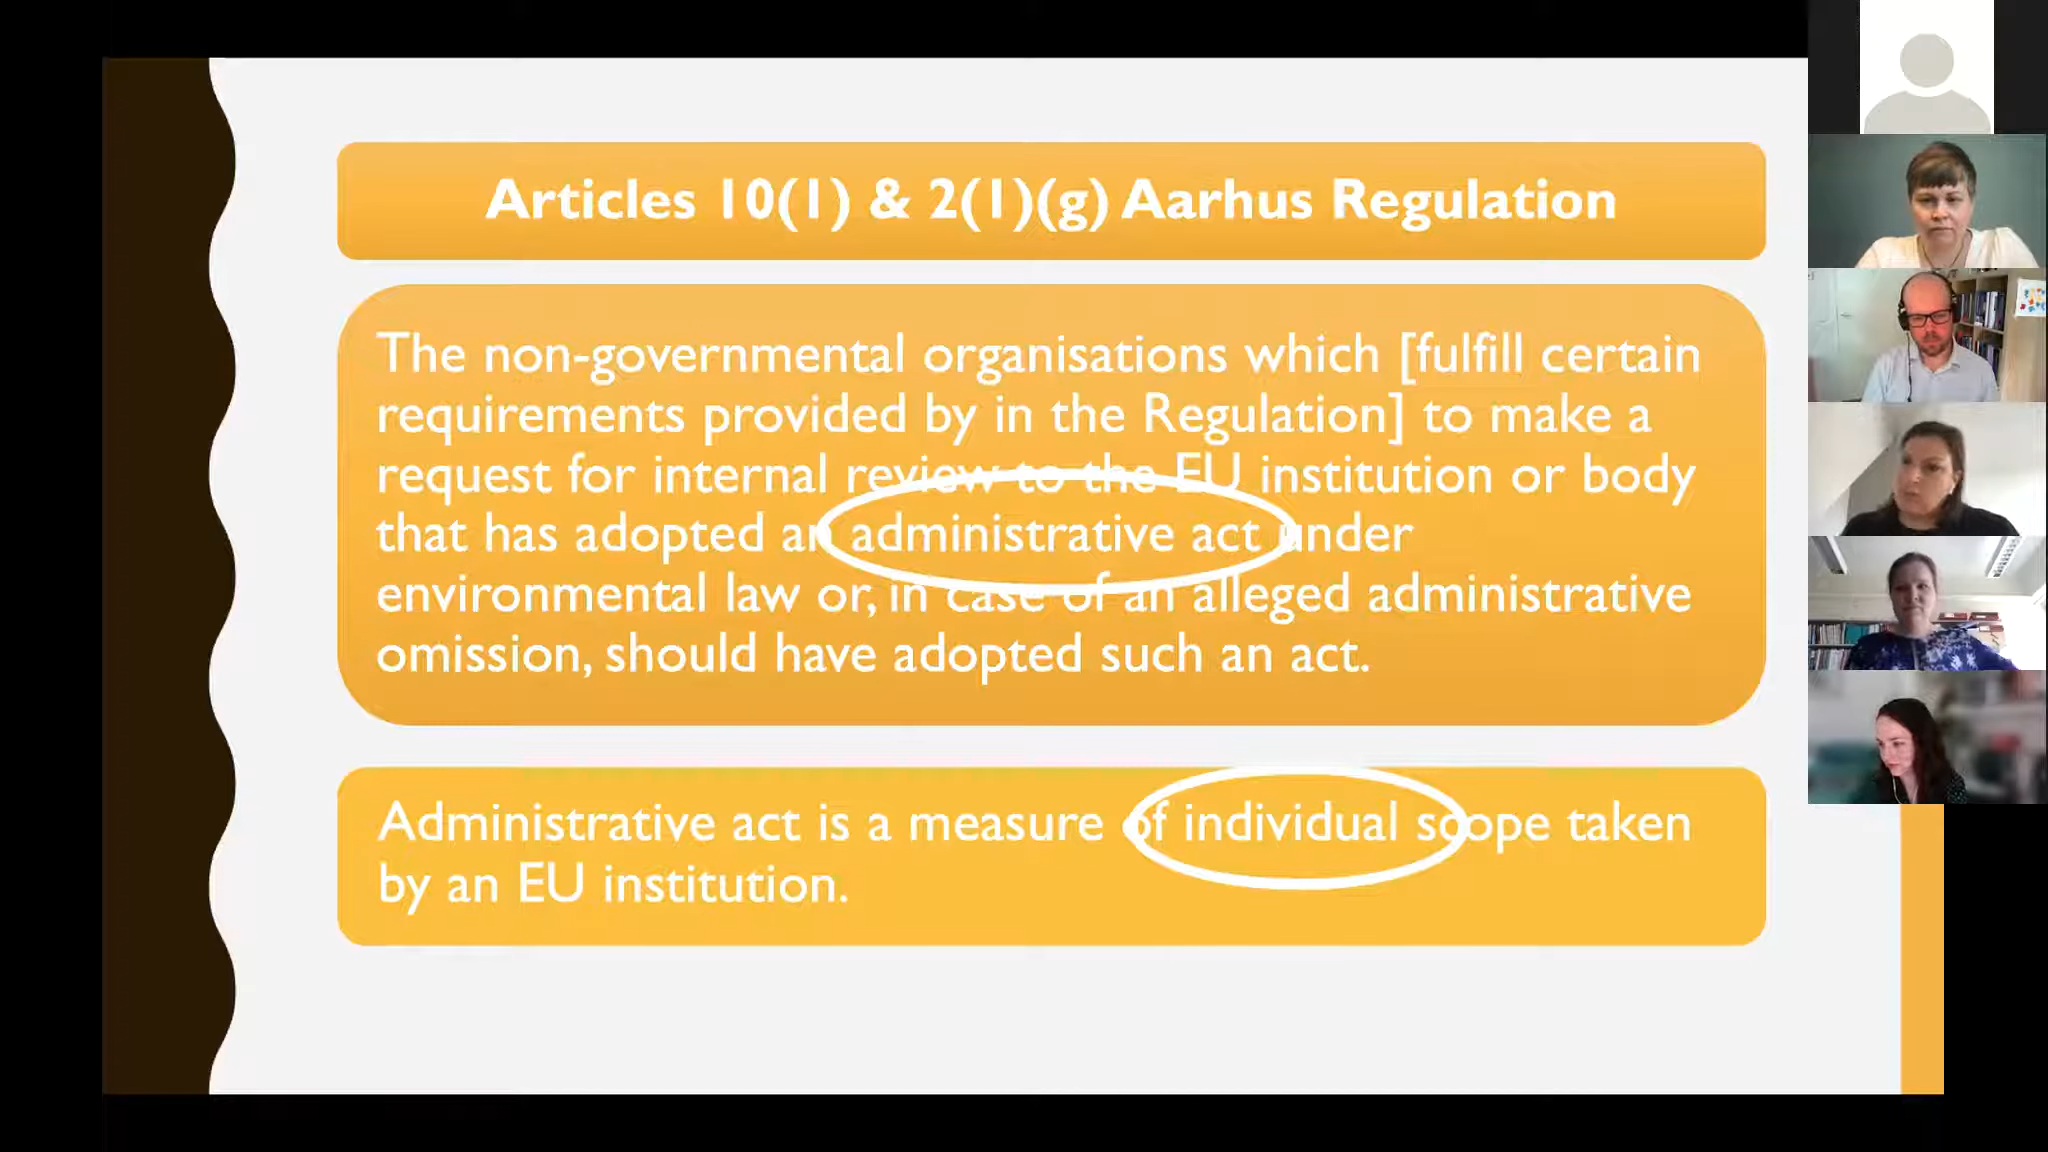 Articles 10(1) & 2(1)(g) Aarhus Regulation
The non-governmental organisations which [fulfill certain
requirements provided by in the Regulation] to make a
request for internal review to the EU institution or body
that has adopted an administrative act under
environmental law or, in case of an alleged administrative
omission, should have adopted such an act.
Administrative act is a measure of individual scope taken
by an EU institution.